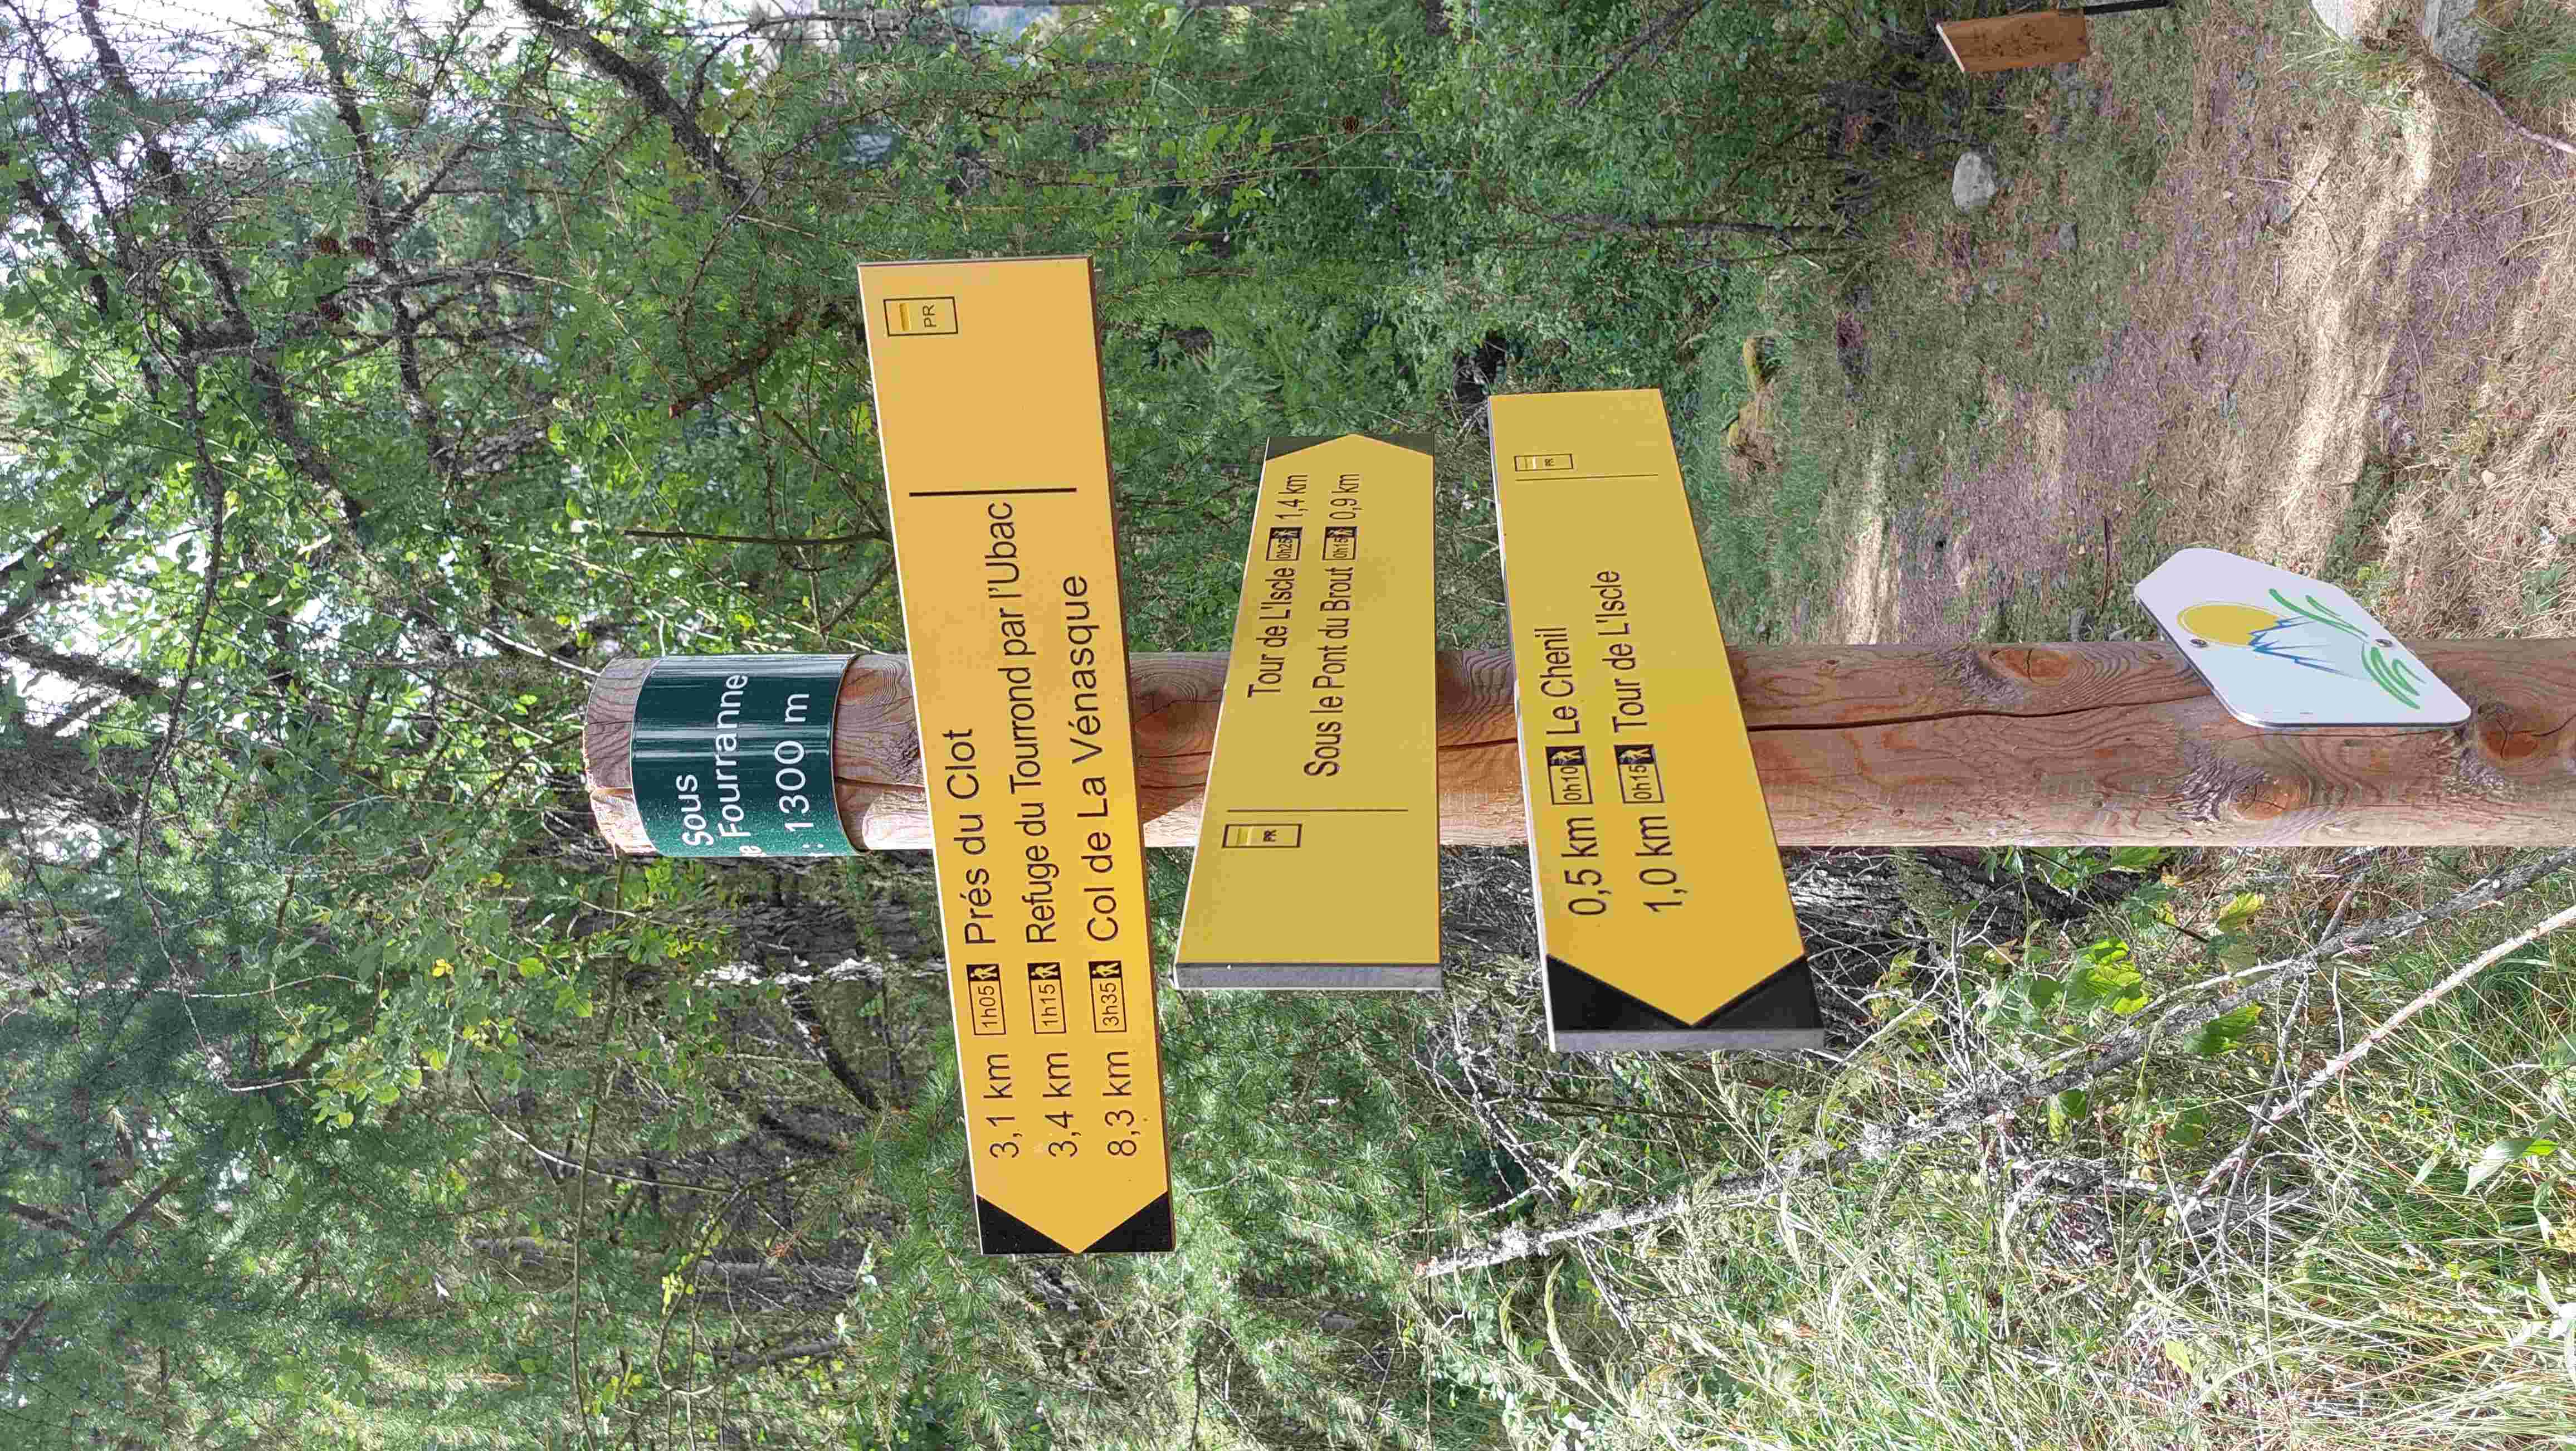 Sous
Fourranne
: 1300 m
PR
3,1 km 1h05 Prés du Clot
3,4 km 1h15 Refuge du Tourrond par l'Ubac
8,3 km 3h35 Col de La Vénasque
PR
Tour de L'Iscle 0h25 1,4 km
Sous le Pont du Brout 0h15 0,9 km
PR
0,5 km 0h10 Le Chenil
1,0 km 0h15 Tour de L'Iscle